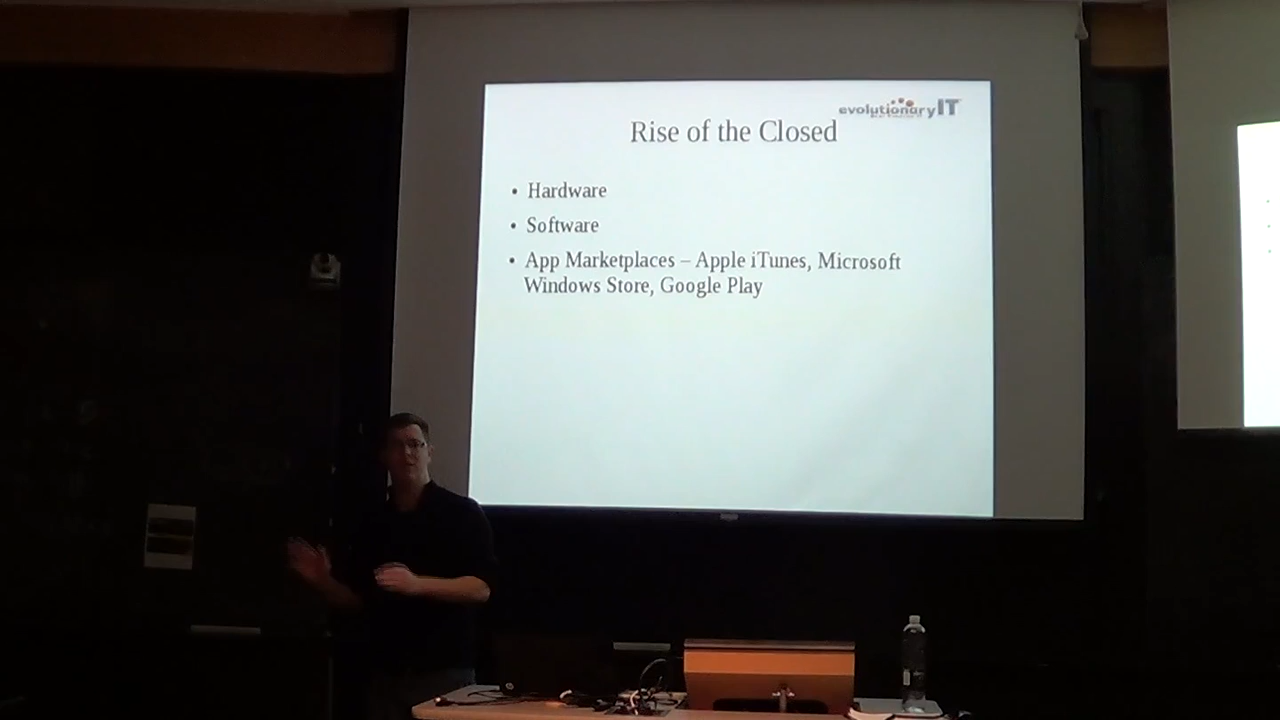 evolutionaryIT
Rise of the Closed
• Hardware
• Software
• App Marketplaces – Apple iTunes, Microsoft
Windows Store, Google Play